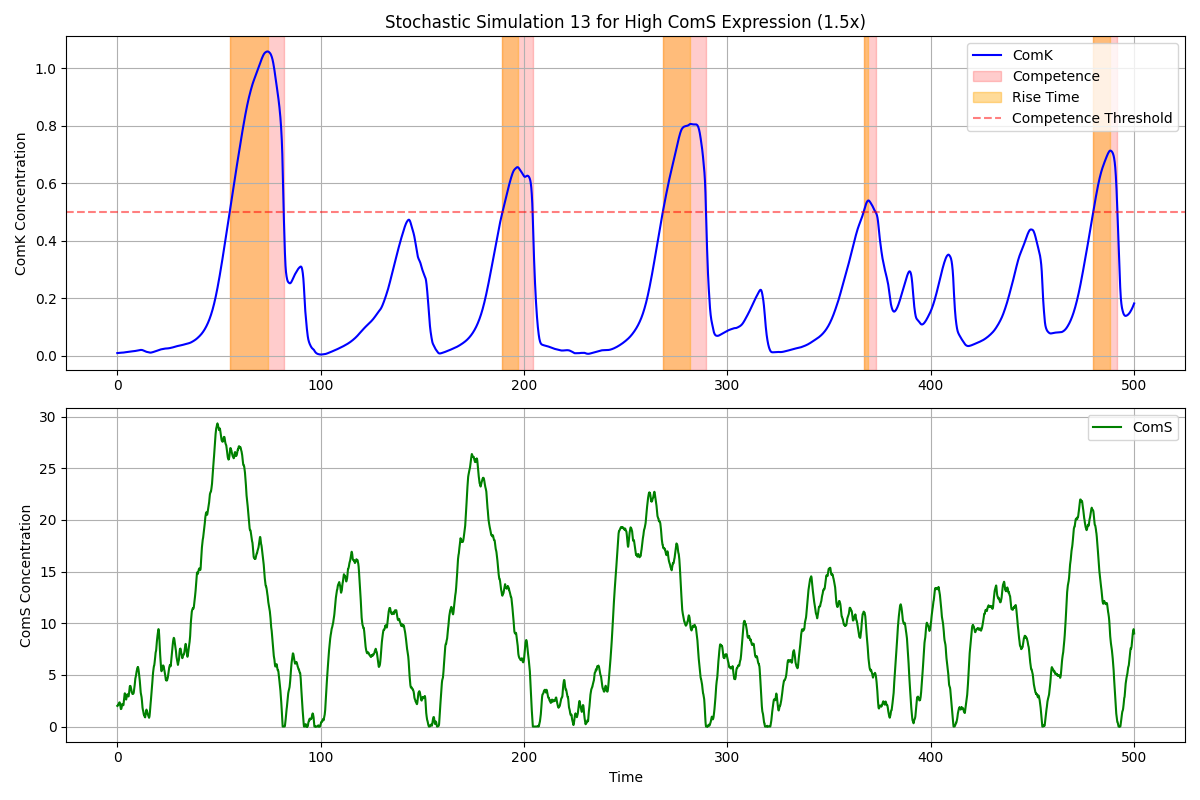 Stochastic Simulation 13 for High ComS Expression (1.5x)
ComK Concentration
1.0
0.8
0.6
0.4
0.2
0.0
ComK
Competence
Rise Time
Competence Threshold
0 100 200 300 400 500
ComS Concentration
30
25
20
15
10
5
0
ComS
0 100 200 300 400 500
Time